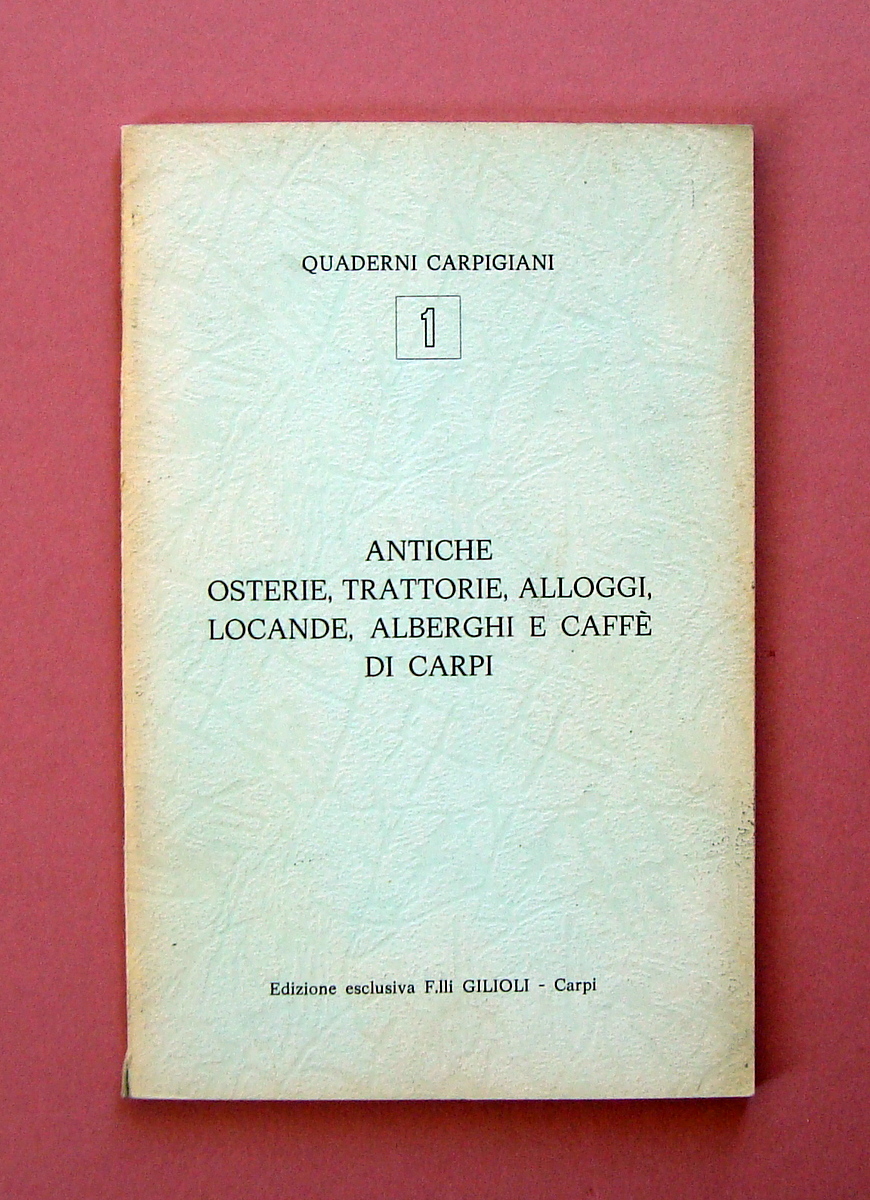 QUADERNI CARPIGIANI
1
ANTICHE
OSTERIE, TRATTORIE, ALLOGGI,
LOCANDE, ALBERGHI E CAFFÈ
DI CARPI
Edizione esclusiva F.lli GILIOLI - Carpi